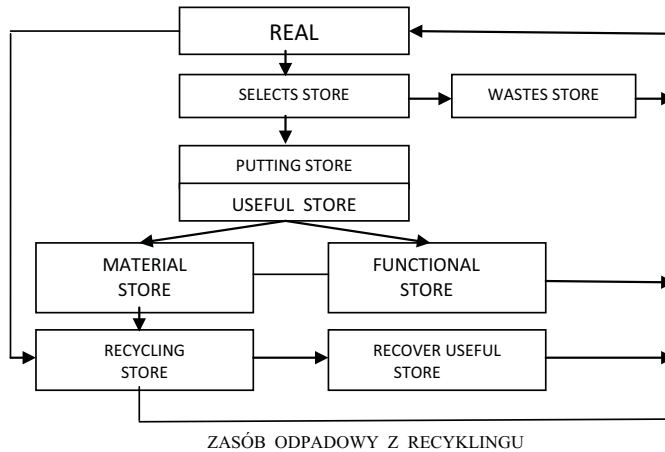 REAL
SELECTS STORE
WASTES STORE
PUTTING STORE
USEFUL STORE
MATERIAL
STORE
FUNCTIONAL
STORE
RECYCLING
STORE
RECOVER USEFUL
STORE
ZASÓB ODPADOWY Z RECYKLINGU